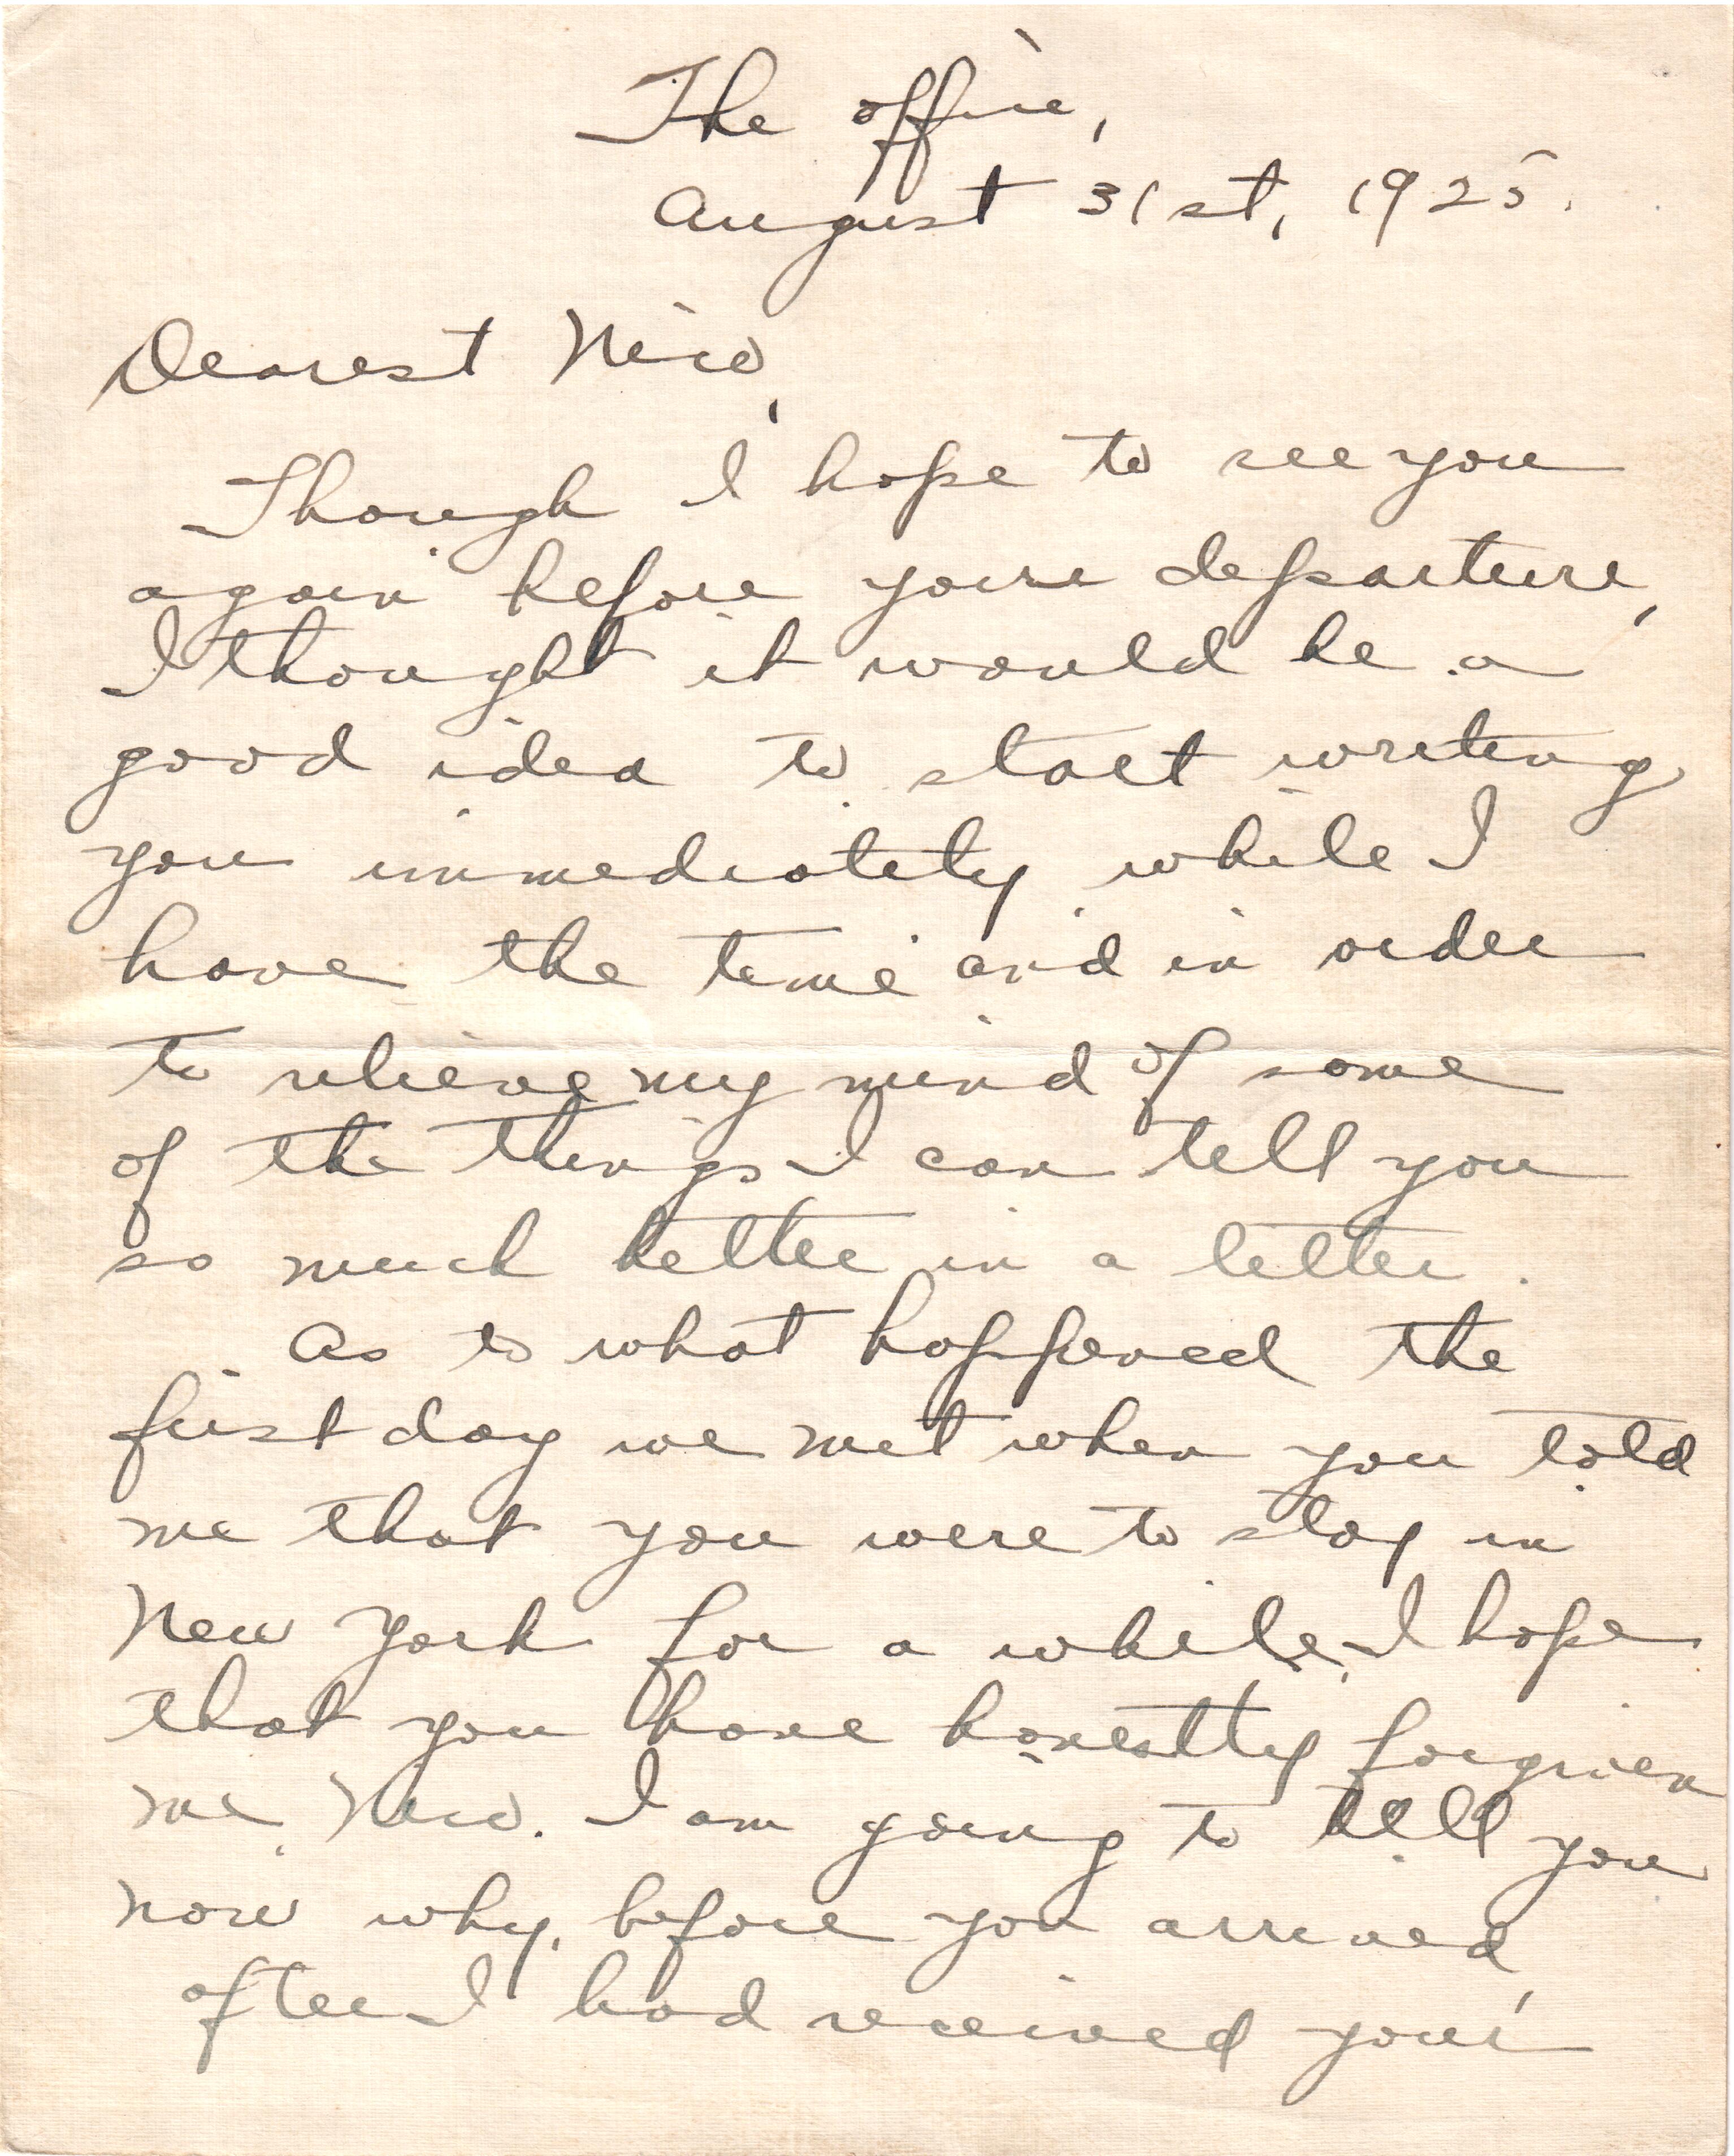 The office,
August 31st, 1925.
Dearest Nico,
Though I hope to see you
again before your departure,
I thought it would be a
good idea to start writing
you immediately while I
have the time and in order
to relieve my mind of some
of the things I can tell you
so much better in a letter.
As to what happened the
first day we met when you told
me that you were to stay in
New York for a while, I hope
that you have honestly forgiven
me, Nico. I am going to tell you
now why, before you arrived,
after I had received your